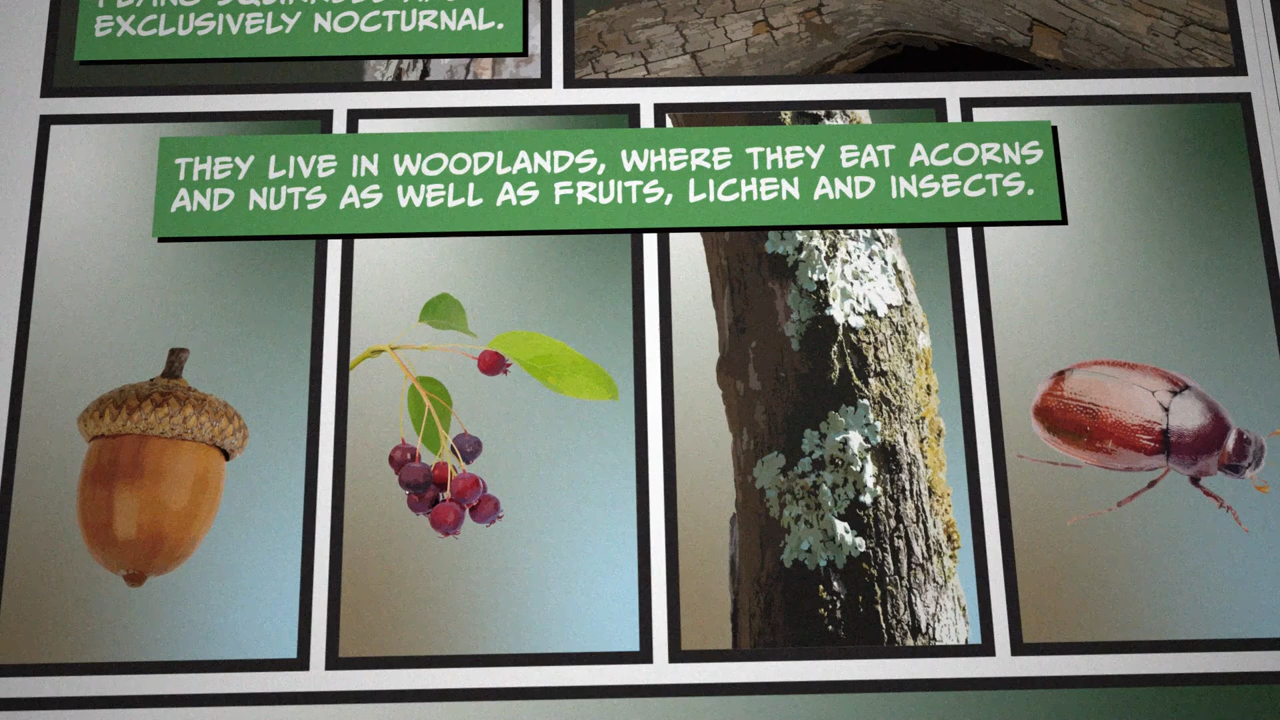 EXCLUSIVELY NOCTURNAL.
THEY LIVE IN WOODLANDS, WHERE THEY EAT ACORNS
AND NUTS AS WELL AS FRUITS, LICHEN AND INSECTS.